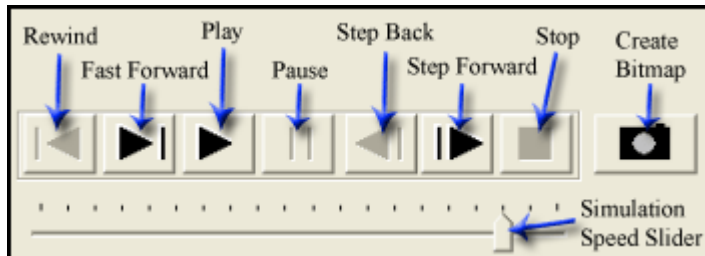 Rewind
Fast Forward
Play
Pause
Step Back
Step Forward
Stop
Create
Bitmap
Simulation
Speed Slider